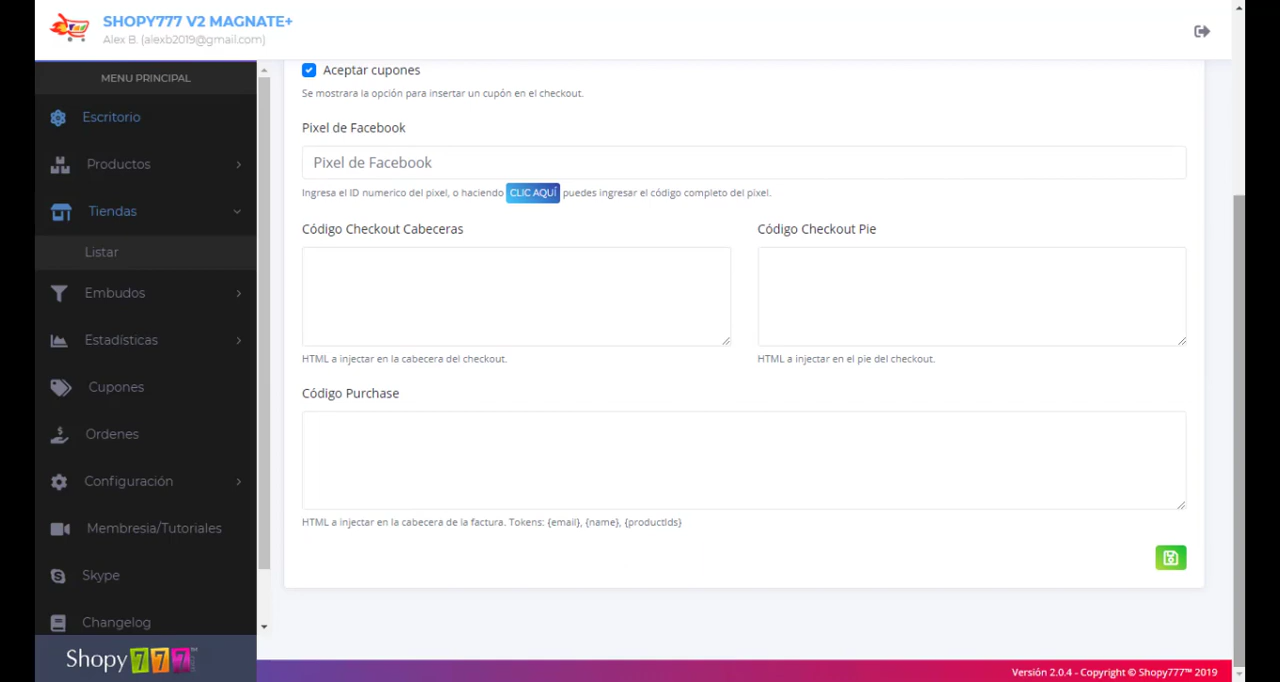 SHOPY777 V2 MAGNATE+
Alex B. (alexb2019@gmail.com)
MENU PRINCIPAL
Escritorio
Productos
Tiendas
Listar
Embudos
Estadísticas
Cupones
Ordenes
Configuración
Membresia/Tutoriales
Skype
Changelog
Shopy777
Aceptar cupones
Se mostrara la opción para insertar un cupón en el checkout.
Pixel de Facebook
Pixel de Facebook
Ingresa el ID numerico del pixel, o haciendo CLIC AQUÍ puedes ingresar el código completo del pixel.
Código Checkout Cabeceras
HTML a injectar en la cabecera del checkout.
Código Checkout Pie
HTML a injectar en el pie del checkout.
Código Purchase
HTML a injectar en la cabecera de la factura. Tokens: {email}, {name}, {productIds}
Versión 2.0.4 - Copyright © Shopy777™ 2019